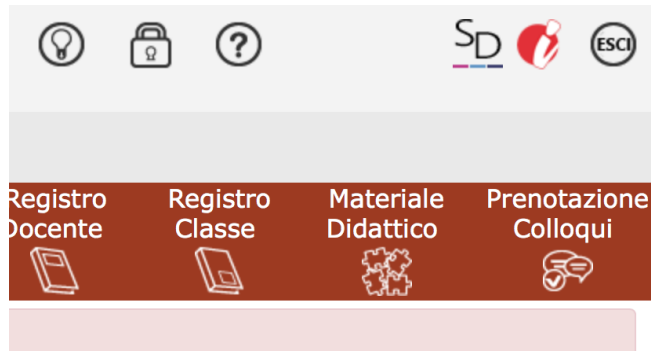 ?
SD i ESCI
Registro Registro Materiale Prenotazione
Docente Classe Didattico Colloqui